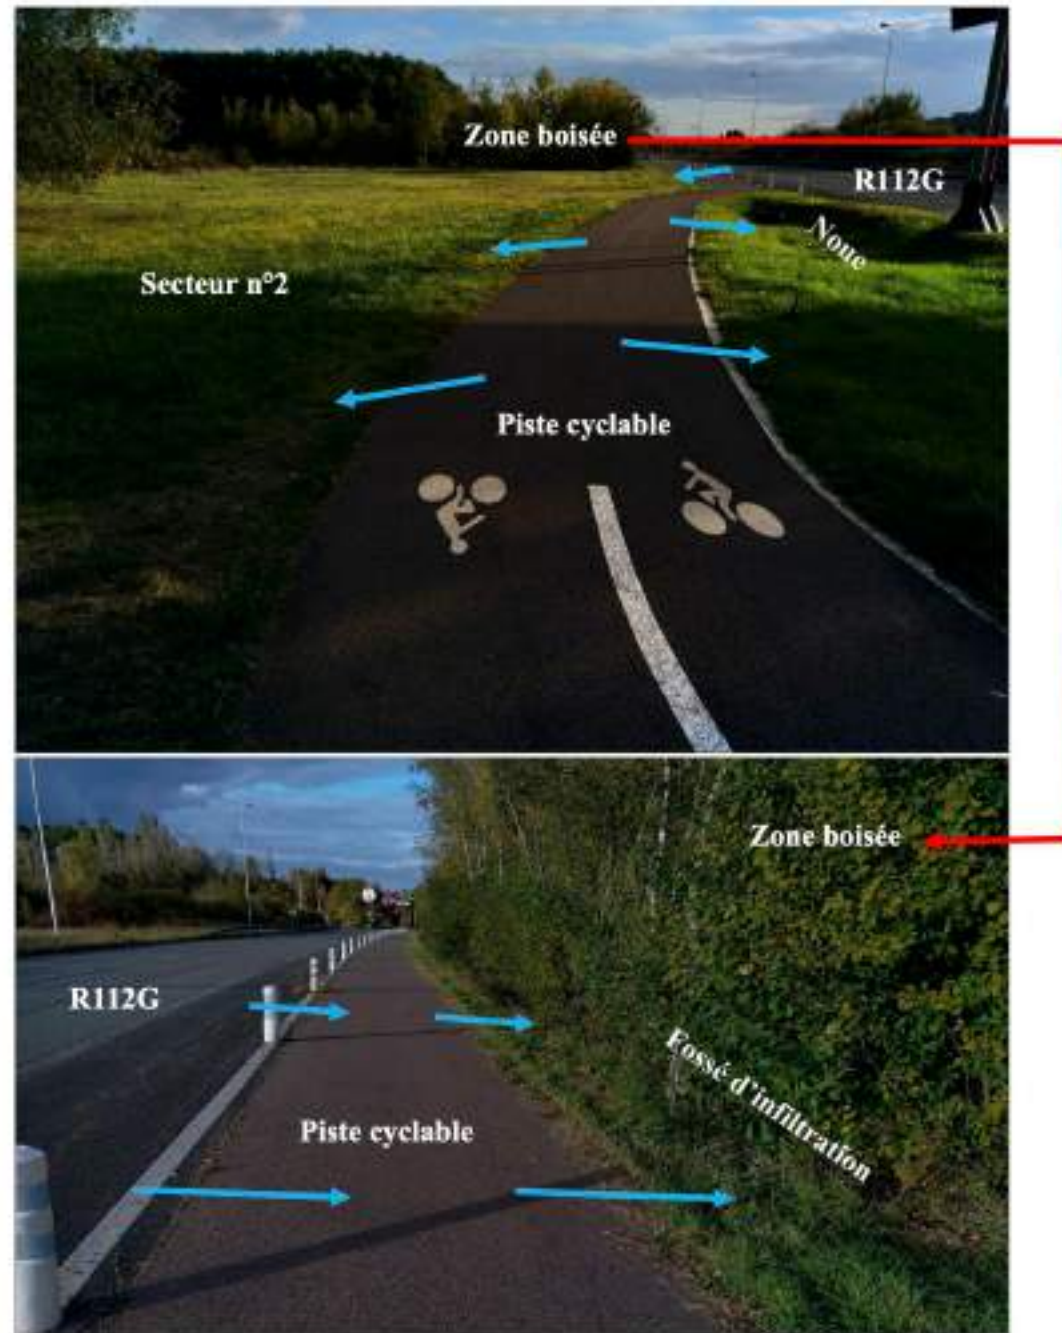 Zone boisée
R112G
Noue
Secteur n°2
Piste cyclable
Zone boisée
R112G
Fossé d'infiltration
Piste cyclable